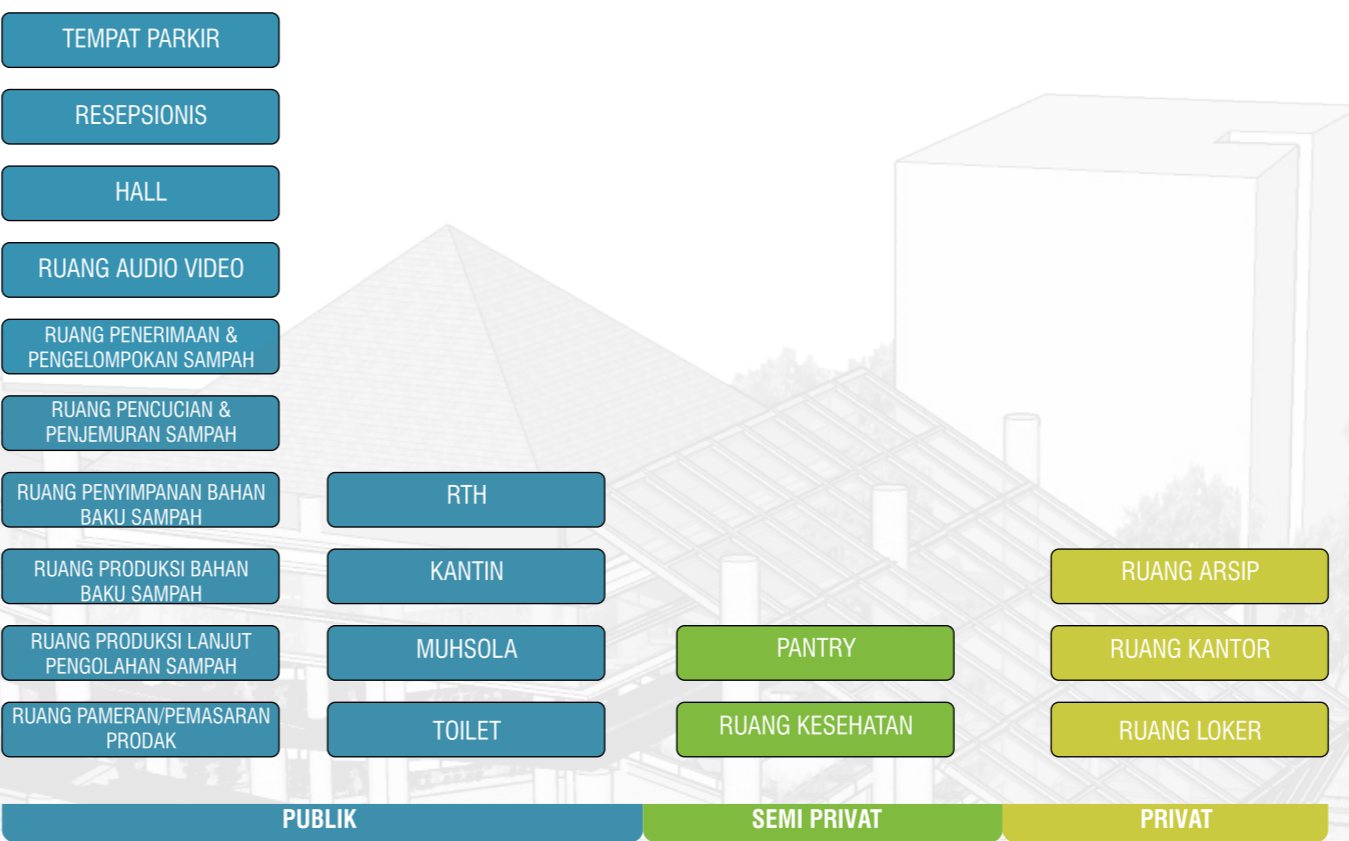 TEMPAT PARKIR
RESEPSIONIS
HALL
RUANG AUDIO VIDEO
RUANG PENERIMAAN &
PENGELOMPOKAN SAMPAH
RUANG PENCUCIAN &
PENJEMURAN SAMPAH
RUANG PENYIMPANAN BAHAN
BAKU SAMPAH
RUANG PRODUKSI BAHAN
BAKU SAMPAH
RUANG PRODUKSI LANJUT
PENGOLAHAN SAMPAH
RUANG PAMERAN/PEMASARAN
PRODAK
RTH
KANTIN
MUHSOLA
TOILET
PANTRY
RUANG KESEHATAN
RUANG ARSIP
RUANG KANTOR
RUANG LOKER
PUBLIK
SEMI PRIVAT
PRIVAT